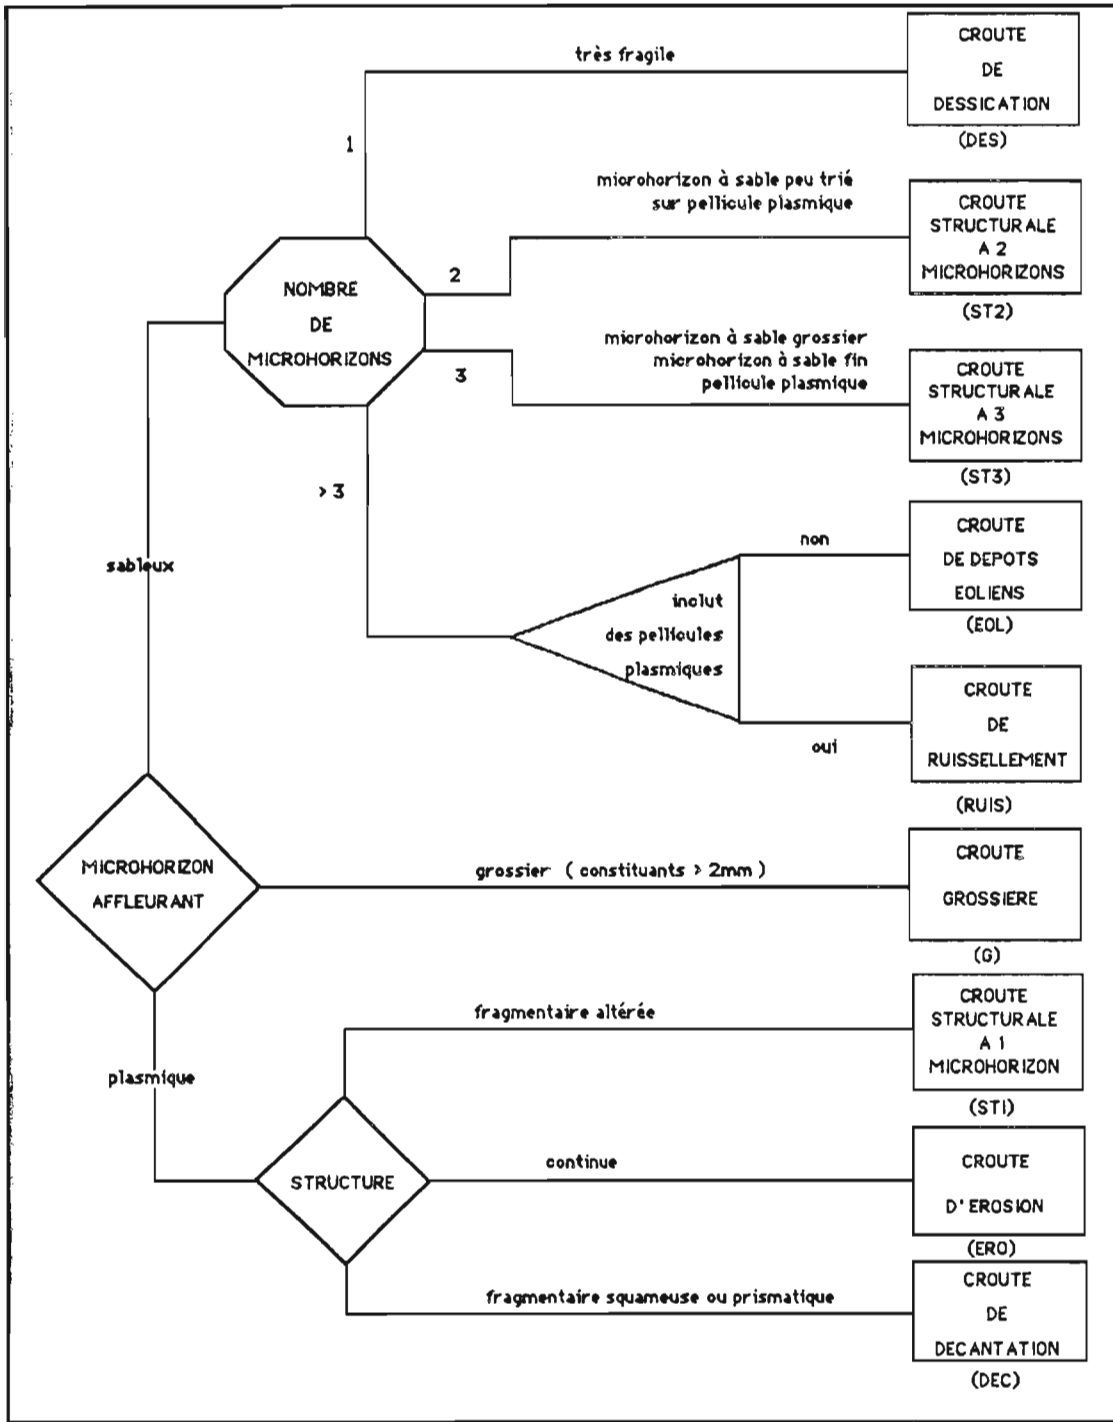 très fragile
CROUTE
DE
DESSICATION
(DES)
1
microhorizon à sable peu trié
sur pellicule plasmique
CROUTE
STRUCTURALE
A 2
MICROHORIZONS
(ST2)
2
NOMBRE
DE
MICROHORIZONS
microhorizon à sable grossier
microhorizon à sable fin
pellicule plasmique
3
CROUTE
STRUCTURALE
A 3
MICROHORIZONS
(ST3)
> 3
sableux
non
CROUTE
DE DEPOTS
EOLIENS
(EOL)
inclut
des pellicules
plasmiques
oui
CROUTE
DE
RUISSELLEMENT
(RUIS)
MICROHORIZON
AFFLEURANT
grossier ( constituants > 2mm )
CROUTE
GROSSIERE
(G)
plasmique
fragmentaire altérée
CROUTE
STRUCTURALE
A 1
MICROHORIZON
(ST1)
STRUCTURE
continue
CROUTE
D'EROSION
(ERO)
fragmentaire squameuse ou prismatique
CROUTE
DE
DECANTATION
(DEC)